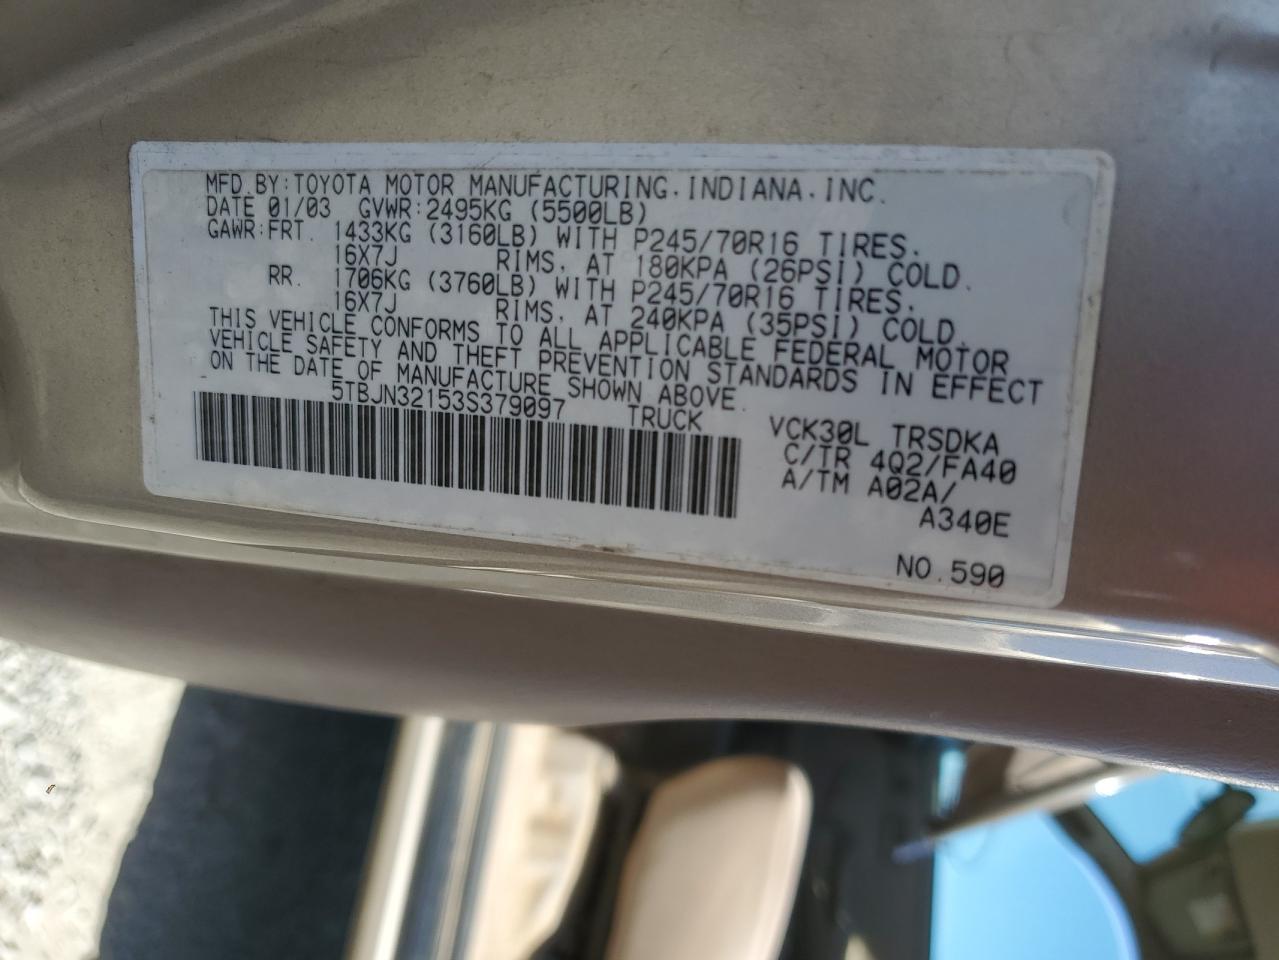 MFD.BY:TOYOTA MOTOR MANUFACTURING.INDIANA.INC.
DATE 01/03 GVWR:2495KG (5500LB)
GAWR:FRT. 1433KG (3160LB) WITH P245/70R16 TIRES.
16X7J RIMS, AT 180KPA (26PSI) COLD.
RR. 1706KG (3760LB) WITH P245/70R16 TIRES.
16X7J RIMS, AT 240KPA (35PSI) COLD.
THIS VEHICLE CONFORMS TO ALL APPLICABLE FEDERAL MOTOR
VEHICLE SAFETY AND THEFT PREVENTION STANDARDS IN EFFECT
ON THE DATE OF MANUFACTURE SHOWN ABOVE.
5TBJN32153S379097 TRUCK
VCK30L TRSDKA
C/TR 4Q2/FA40
A/TM A02A/
A340E
NO.590